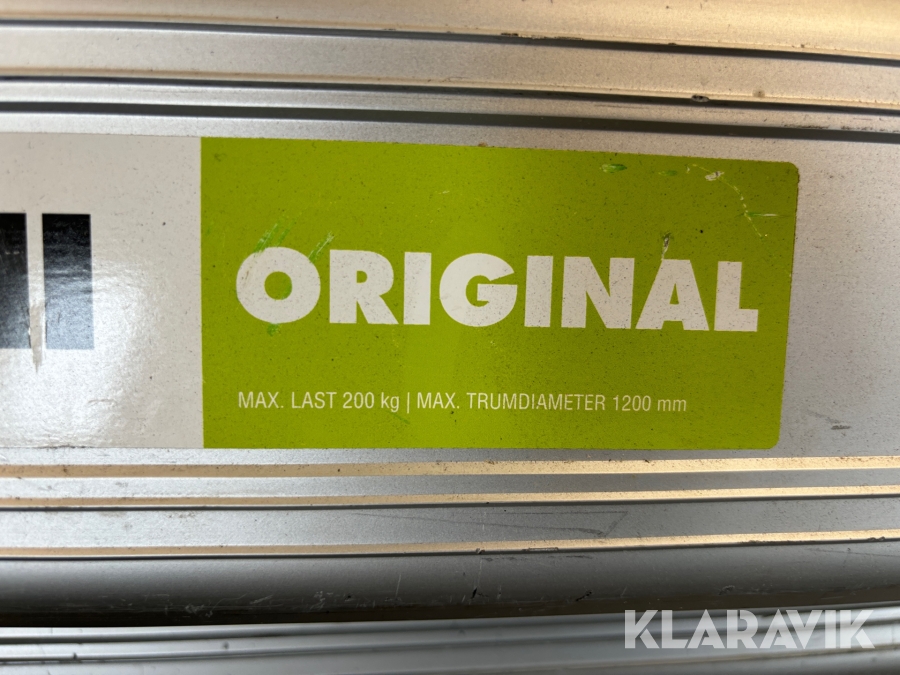 ORIGINAL
MAX. LAST 200 kg | MAX. TRUMDIAMETER 1200 mm
KLARAVIK